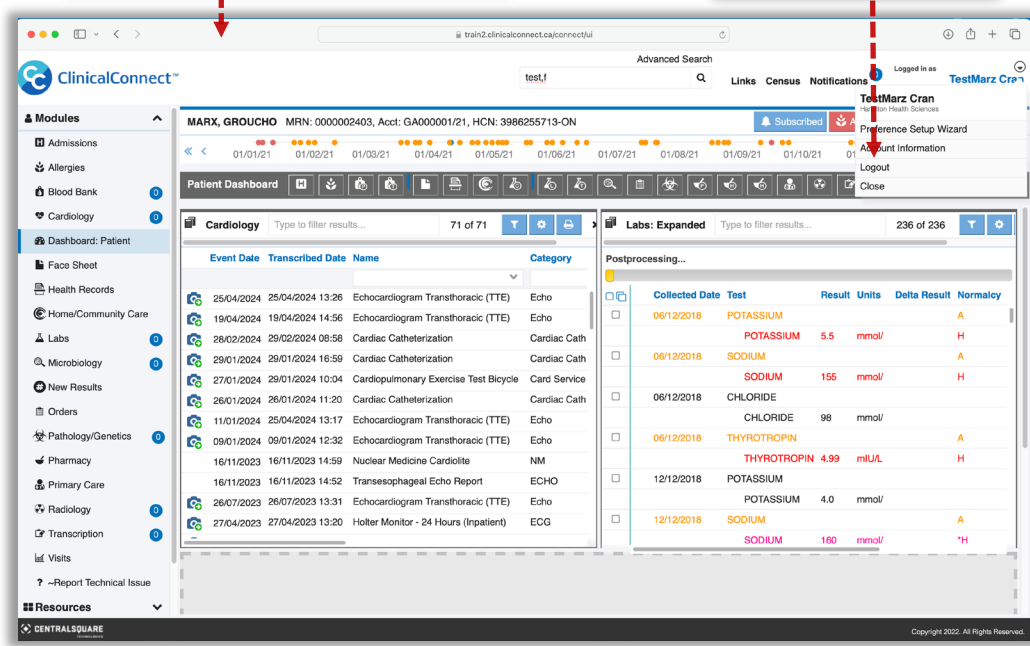 train2.clinicalconnect.ca/connect/ui
ClinicalConnect™
Advanced Search
test,f
Links Census Notifications
Logged in as
TestMarz Cran
TestMarz Cran
Hamilton Health Sciences
Preference Setup Wizard
Account Information
Logout
Close
Modules
Admissions
Allergies
Blood Bank 0
Cardiology 0
Dashboard: Patient
Face Sheet
Health Records
Home/Community Care
Labs 0
Microbiology 0
New Results
Orders
Pathology/Genetics 0
Pharmacy
Primary Care
Radiology 0
Transcription 0
Visits
? ~Report Technical Issue
Resources
MARX, GROUCHO MRN: 0000002403, Acct: GA000001/21, HCN: 3986255713-ON
Subscribed A
01/01/21 01/02/21 01/03/21 01/04/21 01/05/21 01/06/21 01/07/21 01/08/21 01/09/21 01/10/21 01
Patient Dashboard
Cardiology Type to filter results... 71 of 71
Event Date Transcribed Date Name Category
25/04/2024 25/04/2024 13:26 Echocardiogram Transthoracic (TTE) Echo
19/04/2024 19/04/2024 14:56 Echocardiogram Transthoracic (TTE) Echo
28/02/2024 29/02/2024 08:58 Cardiac Catheterization Cardiac Cath
29/01/2024 29/01/2024 16:59 Cardiac Catheterization Cardiac Cath
27/01/2024 29/01/2024 10:04 Cardiopulmonary Exercise Test Bicycle Card Service
26/01/2024 26/01/2024 11:20 Cardiac Catheterization Cardiac Cath
11/01/2024 25/04/2024 13:17 Echocardiogram Transthoracic (TTE) Echo
09/01/2024 09/01/2024 12:32 Echocardiogram Transthoracic (TTE) Echo
16/11/2023 16/11/2023 14:59 Nuclear Medicine Cardiolite NM
16/11/2023 16/11/2023 14:52 Transesophageal Echo Report ECHO
26/07/2023 26/07/2023 13:31 Echocardiogram Transthoracic (TTE) Echo
27/04/2023 27/04/2023 13:20 Holter Monitor - 24 Hours (Inpatient) ECG
Labs: Expanded Type to filter results... 236 of 236
Postprocessing...
Collected Date Test Result Units Delta Result Normalcy
06/12/2018 POTASSIUM A
POTASSIUM 5.5 mmol/ H
06/12/2018 SODIUM A
SODIUM 155 mmol/ H
06/12/2018 CHLORIDE
CHLORIDE 98 mmol/
06/12/2018 THYROTROPIN A
THYROTROPIN 4.99 mIU/L H
12/12/2018 POTASSIUM
POTASSIUM 4.0 mmol/
12/12/2018 SODIUM A
SODIUM 160 mmol/ *H
CENTRALSQUARE
TECHNOLOGIES
Copyright 2022. All Rights Reserved.